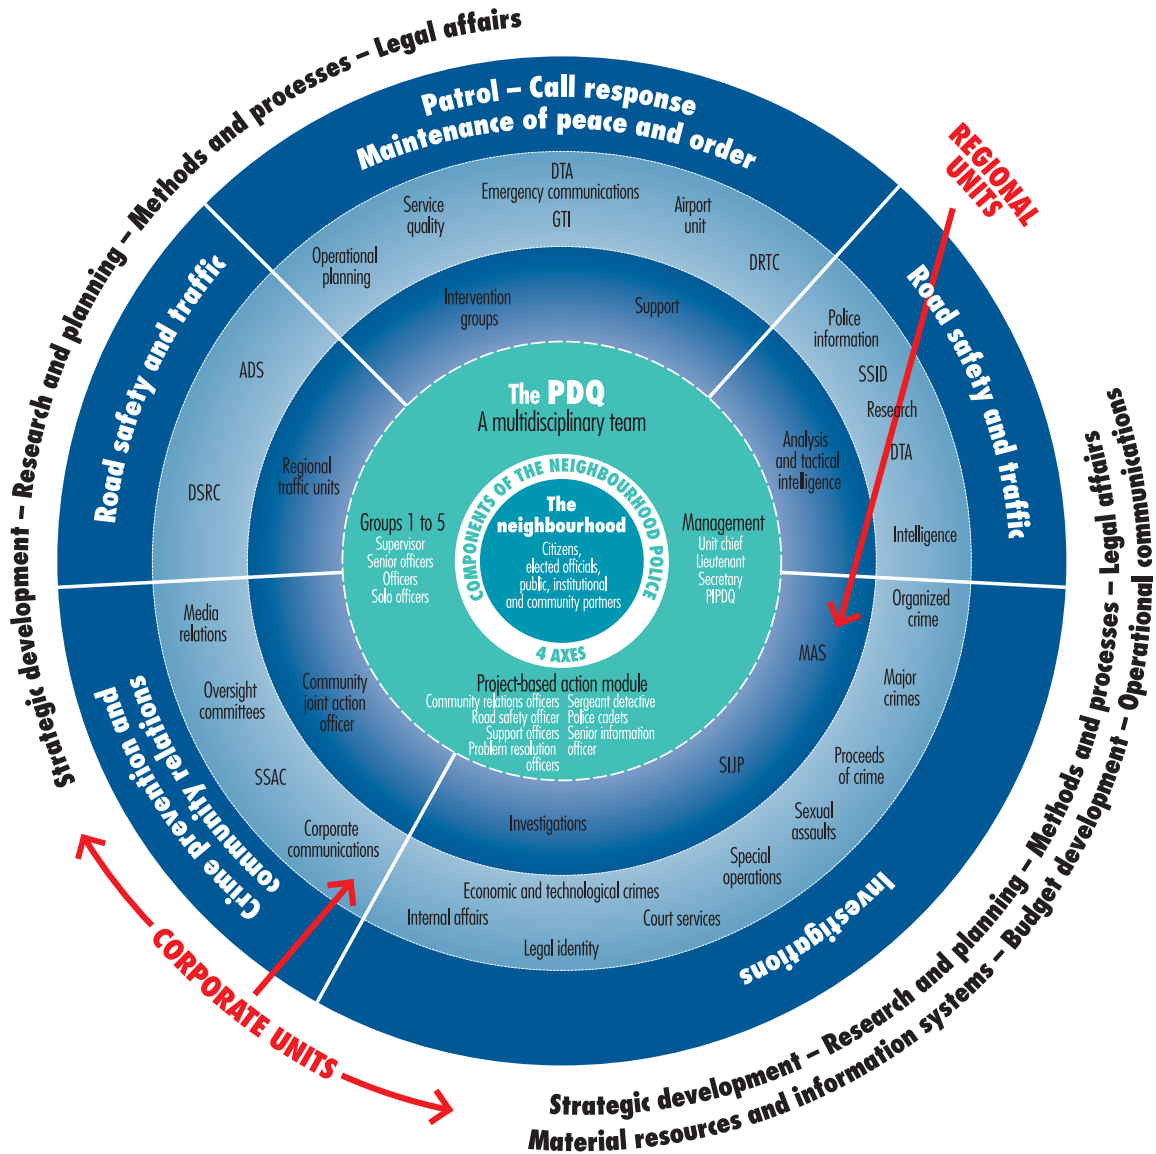 Strategic development – Research and planning – Methods and processes – Legal affairs
Patrol – Call response
Maintenance of peace and order
REGIONAL
UNITS
DTA
Emergency communications
GTI
Service
quality
Airport
unit
Operational
planning
DRTC
Intervention
groups
Support
Road safety and traffic
ADS
DSRC
Regional
traffic units
Road safety and traffic
Police
information
SSID
Research
DTA
Intelligence
Analysis
and tactical
intelligence
The PDQ
A multidisciplinary team
COMPONENTS OF THE NEIGHBOURHOOD POLICE
4 AXES
The
neighbourhood
Citizens,
elected officials,
public, institutional
and community partners
Groups 1 to 5
Supervisor
Senior officers
Officers
Solo officers
Management
Unit chief
Lieutenant
Secretary
PIPDQ
Project-based action module
Community relations officers
Road safety officer
Support officers
Problem resolution
officers
Sergeant detective
Police cadets
Senior information
officer
Crime prevention and
community relations
Media
relations
Oversight
committees
SSAC
Corporate
communications
Community
joint action
officer
MAS
SIJP
Investigations
Organized
crime
Major
crimes
Proceeds
of crime
Sexual
assaults
Special
operations
Economic and technological crimes
Internal affairs
Court services
Legal identity
Investigations
CORPORATE UNITS
Strategic development – Research and planning – Methods and processes – Legal affairs
Material resources and information systems – Budget development – Operational communications